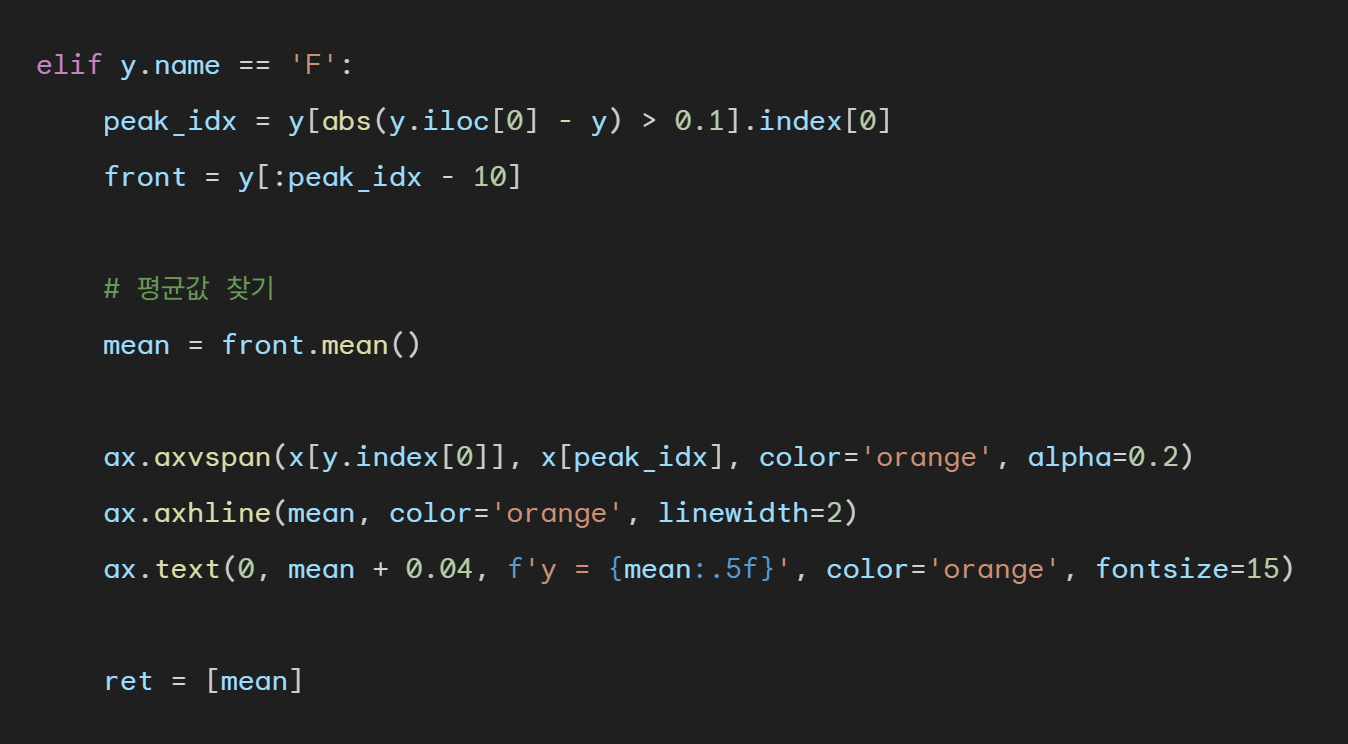 elif y.name == 'F':
    peak_idx = y[abs(y.iloc[0] - y) > 0.1].index[0]
    front = y[:peak_idx - 10]

    # 평균값 찾기
    mean = front.mean()

    ax.axvspan(x[y.index[0]], x[peak_idx], color='orange', alpha=0.2)
    ax.axhline(mean, color='orange', linewidth=2)
    ax.text(0, mean + 0.04, f'y = {mean:.5f}', color='orange', fontsize=15)

    ret = [mean]